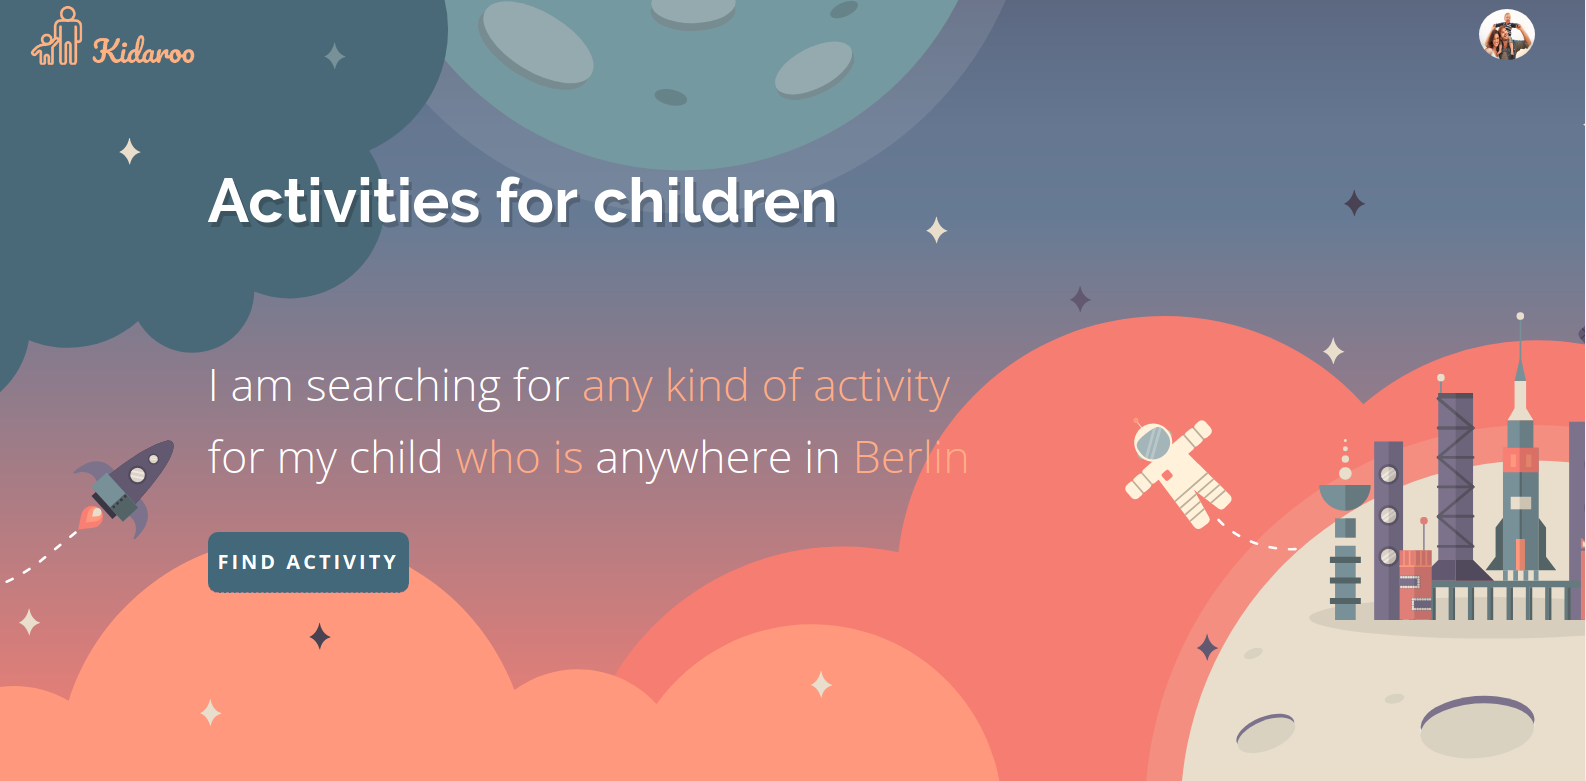 Kidaroo
Activities for children
I am searching for any kind of activity
for my child who is anywhere in Berlin
FIND ACTIVITY